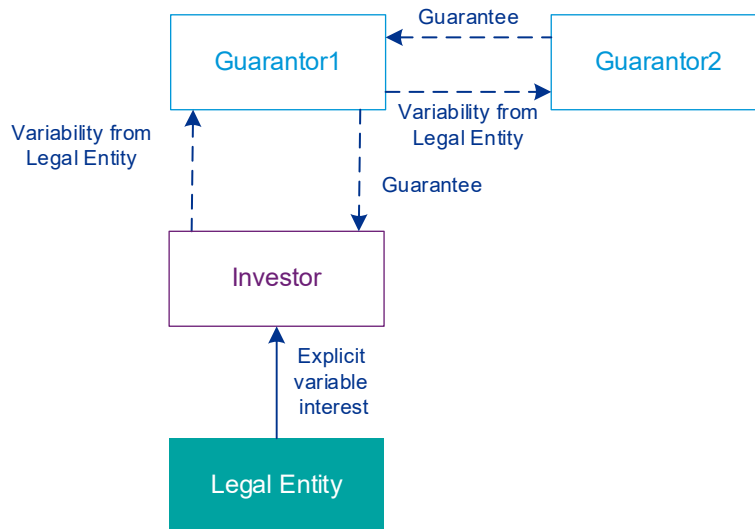 Guarantee
Guarantor1
Guarantor2
Variability from
Legal Entity
Variability from
Legal Entity
Guarantee
Investor
Explicit
variable
interest
Legal Entity